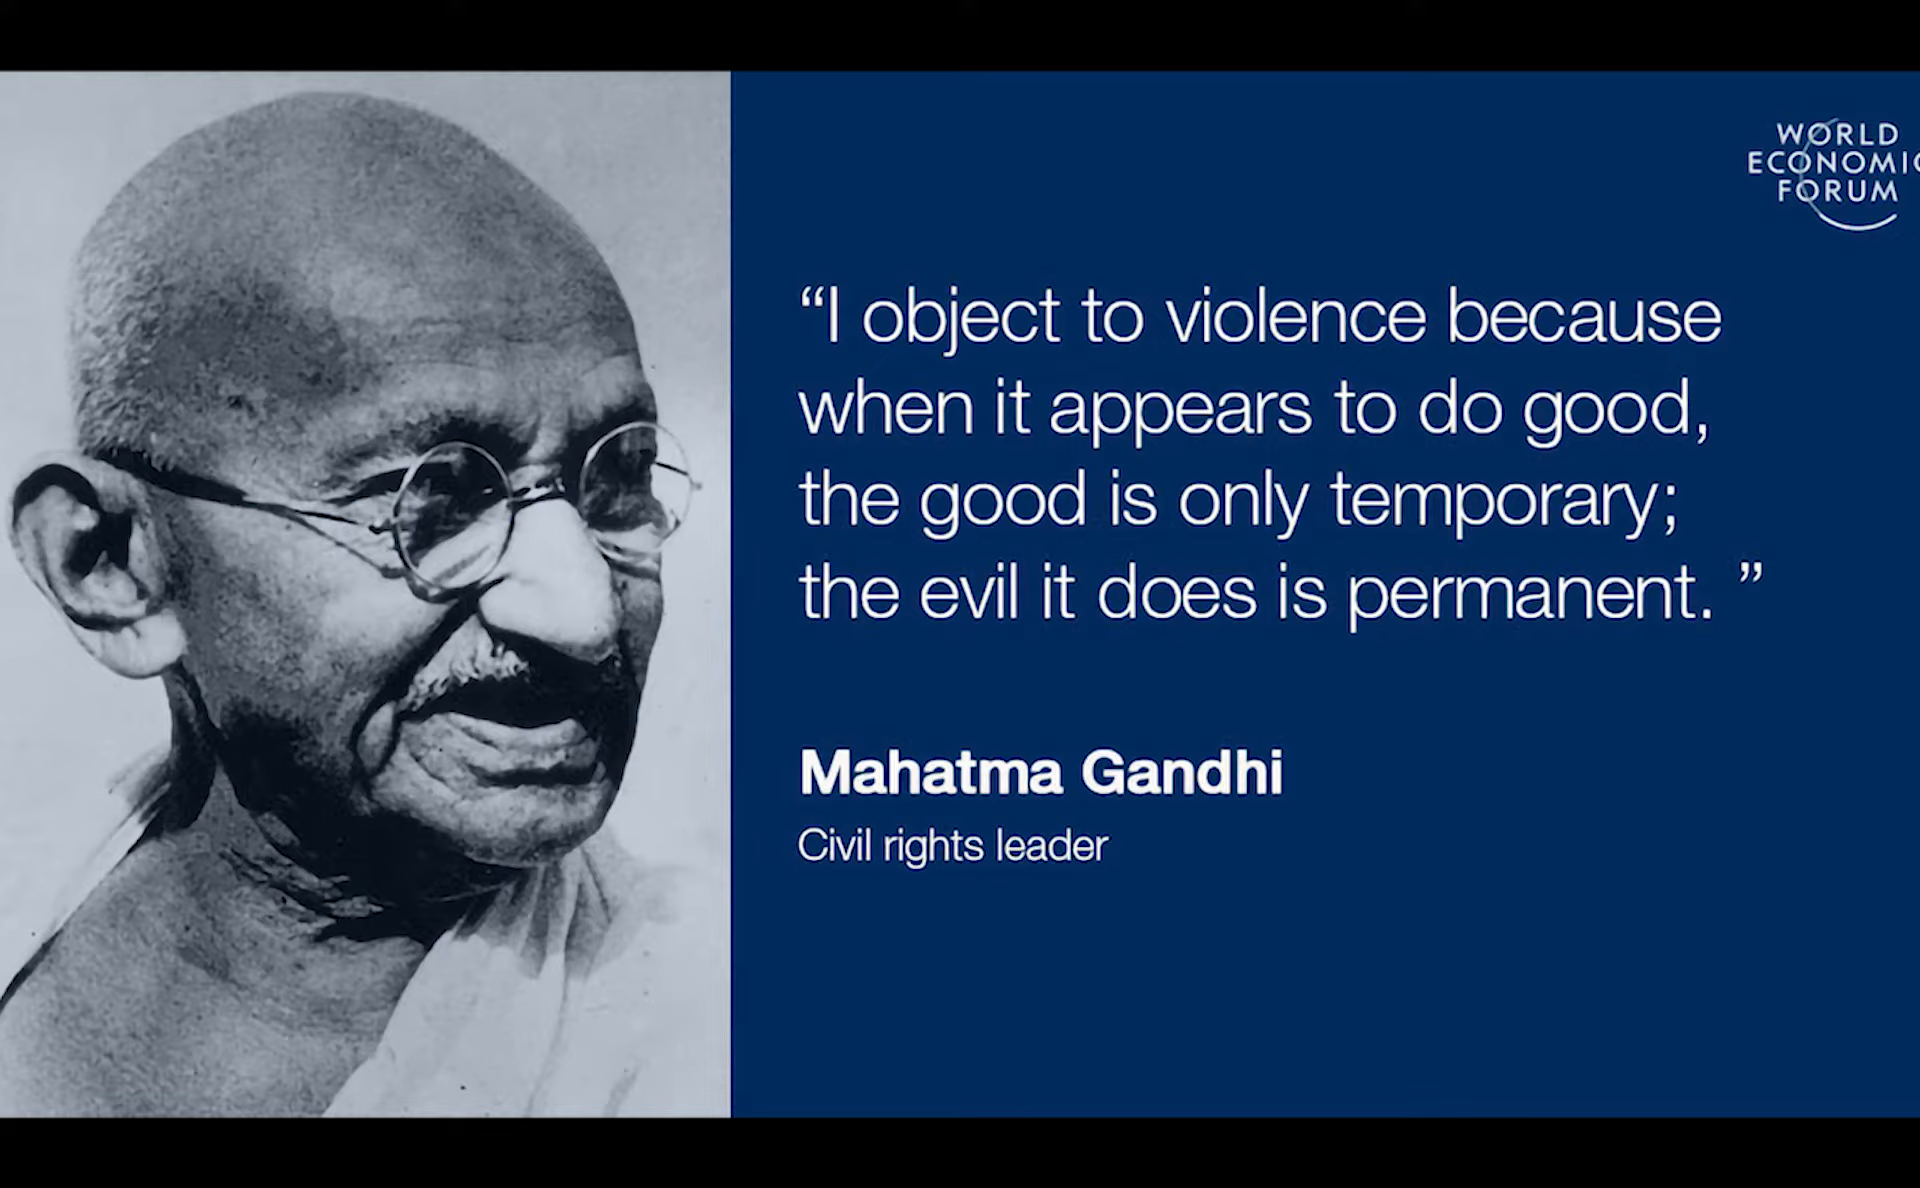 WORLD
ECONOMIC
FORUM
“I object to violence because
when it appears to do good,
the good is only temporary;
the evil it does is permanent. ”
Mahatma Gandhi
Civil rights leader